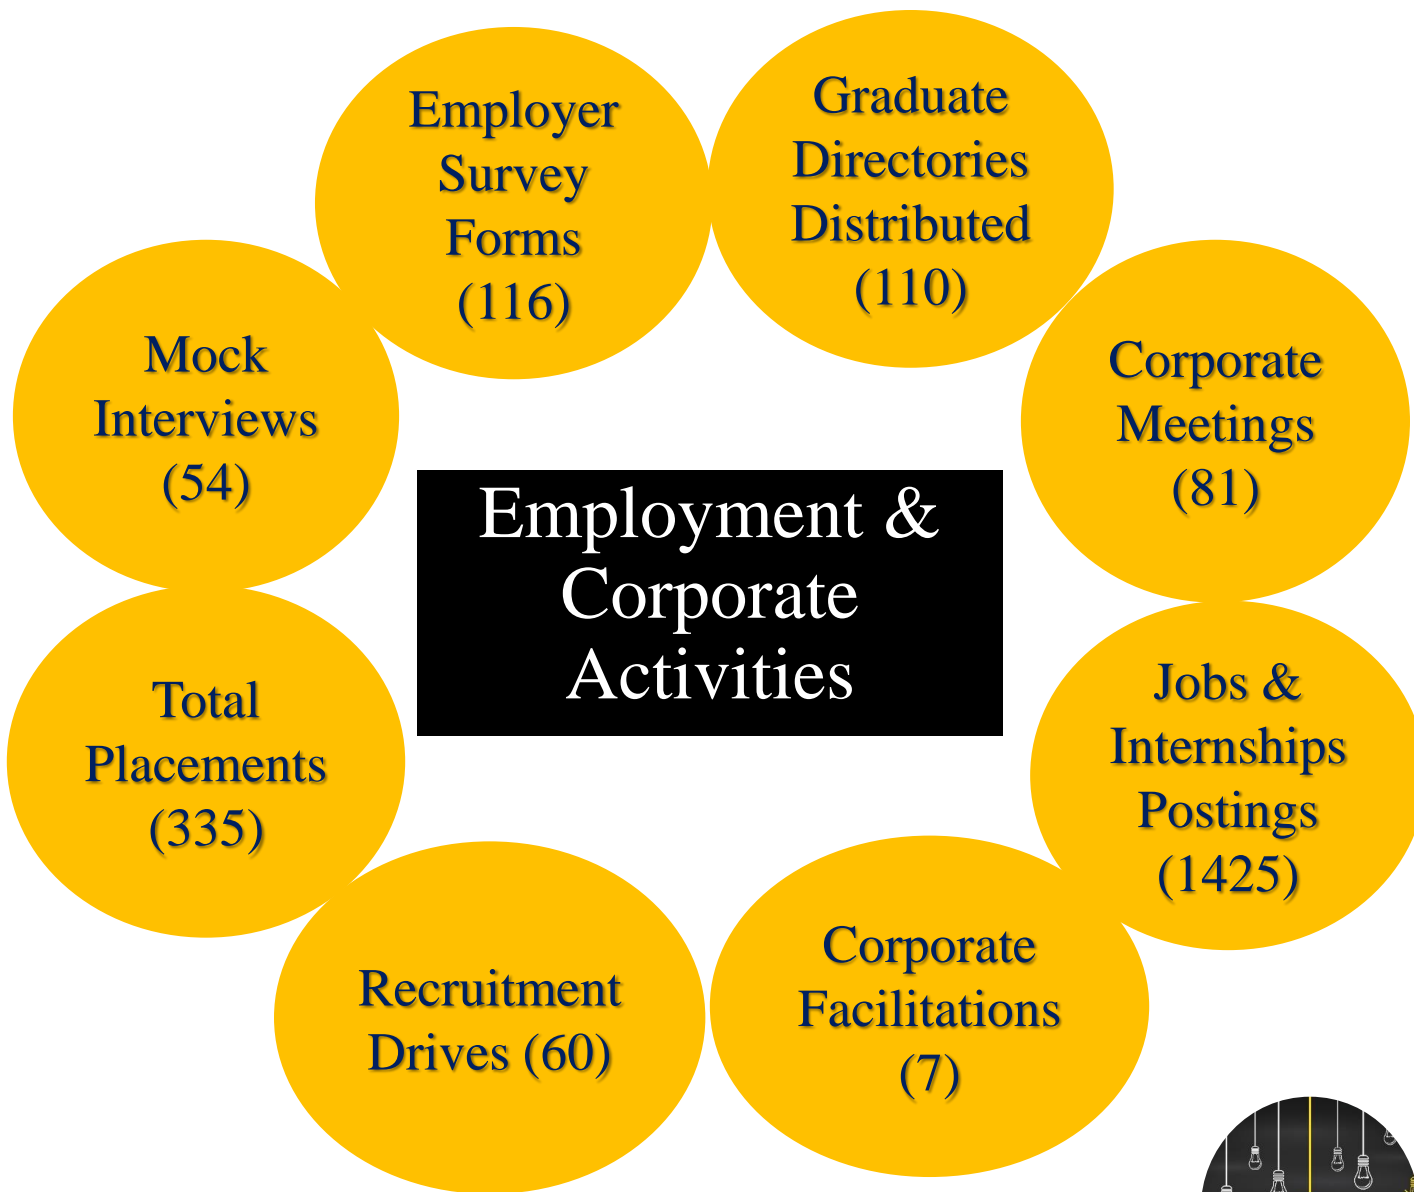 Employer
Survey
Forms
(116)
Graduate
Directories
Distributed
(110)
Corporate
Meetings
(81)
Jobs &
Internships
Postings
(1425)
Corporate
Facilitations
(7)
Recruitment
Drives (60)
Total
Placements
(335)
Mock
Interviews
(54)
Employment &
Corporate
Activities